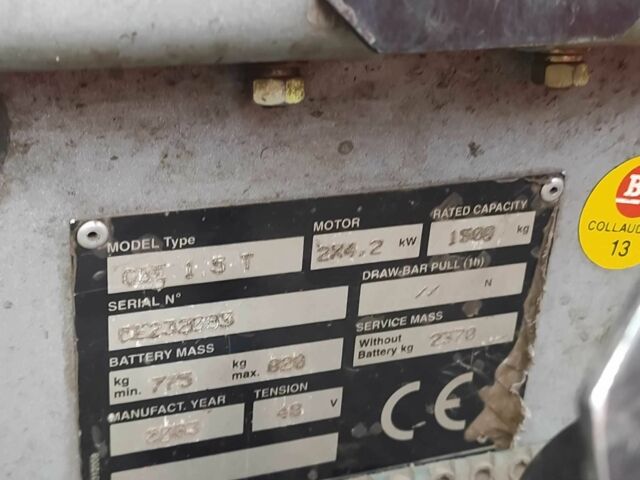 MODEL Type
MOTOR
2X4,2 kW
RATED CAPACITY
1500 kg
SERIAL N°
DRAW-BAR PULL (1h)
// N
BATTERY MASS
kg min. 775
kg max. 820
SERVICE MASS
Without Battery kg 2370
MANUFACT. YEAR
TENSION
48 V
CE
B
COLLAUD
13